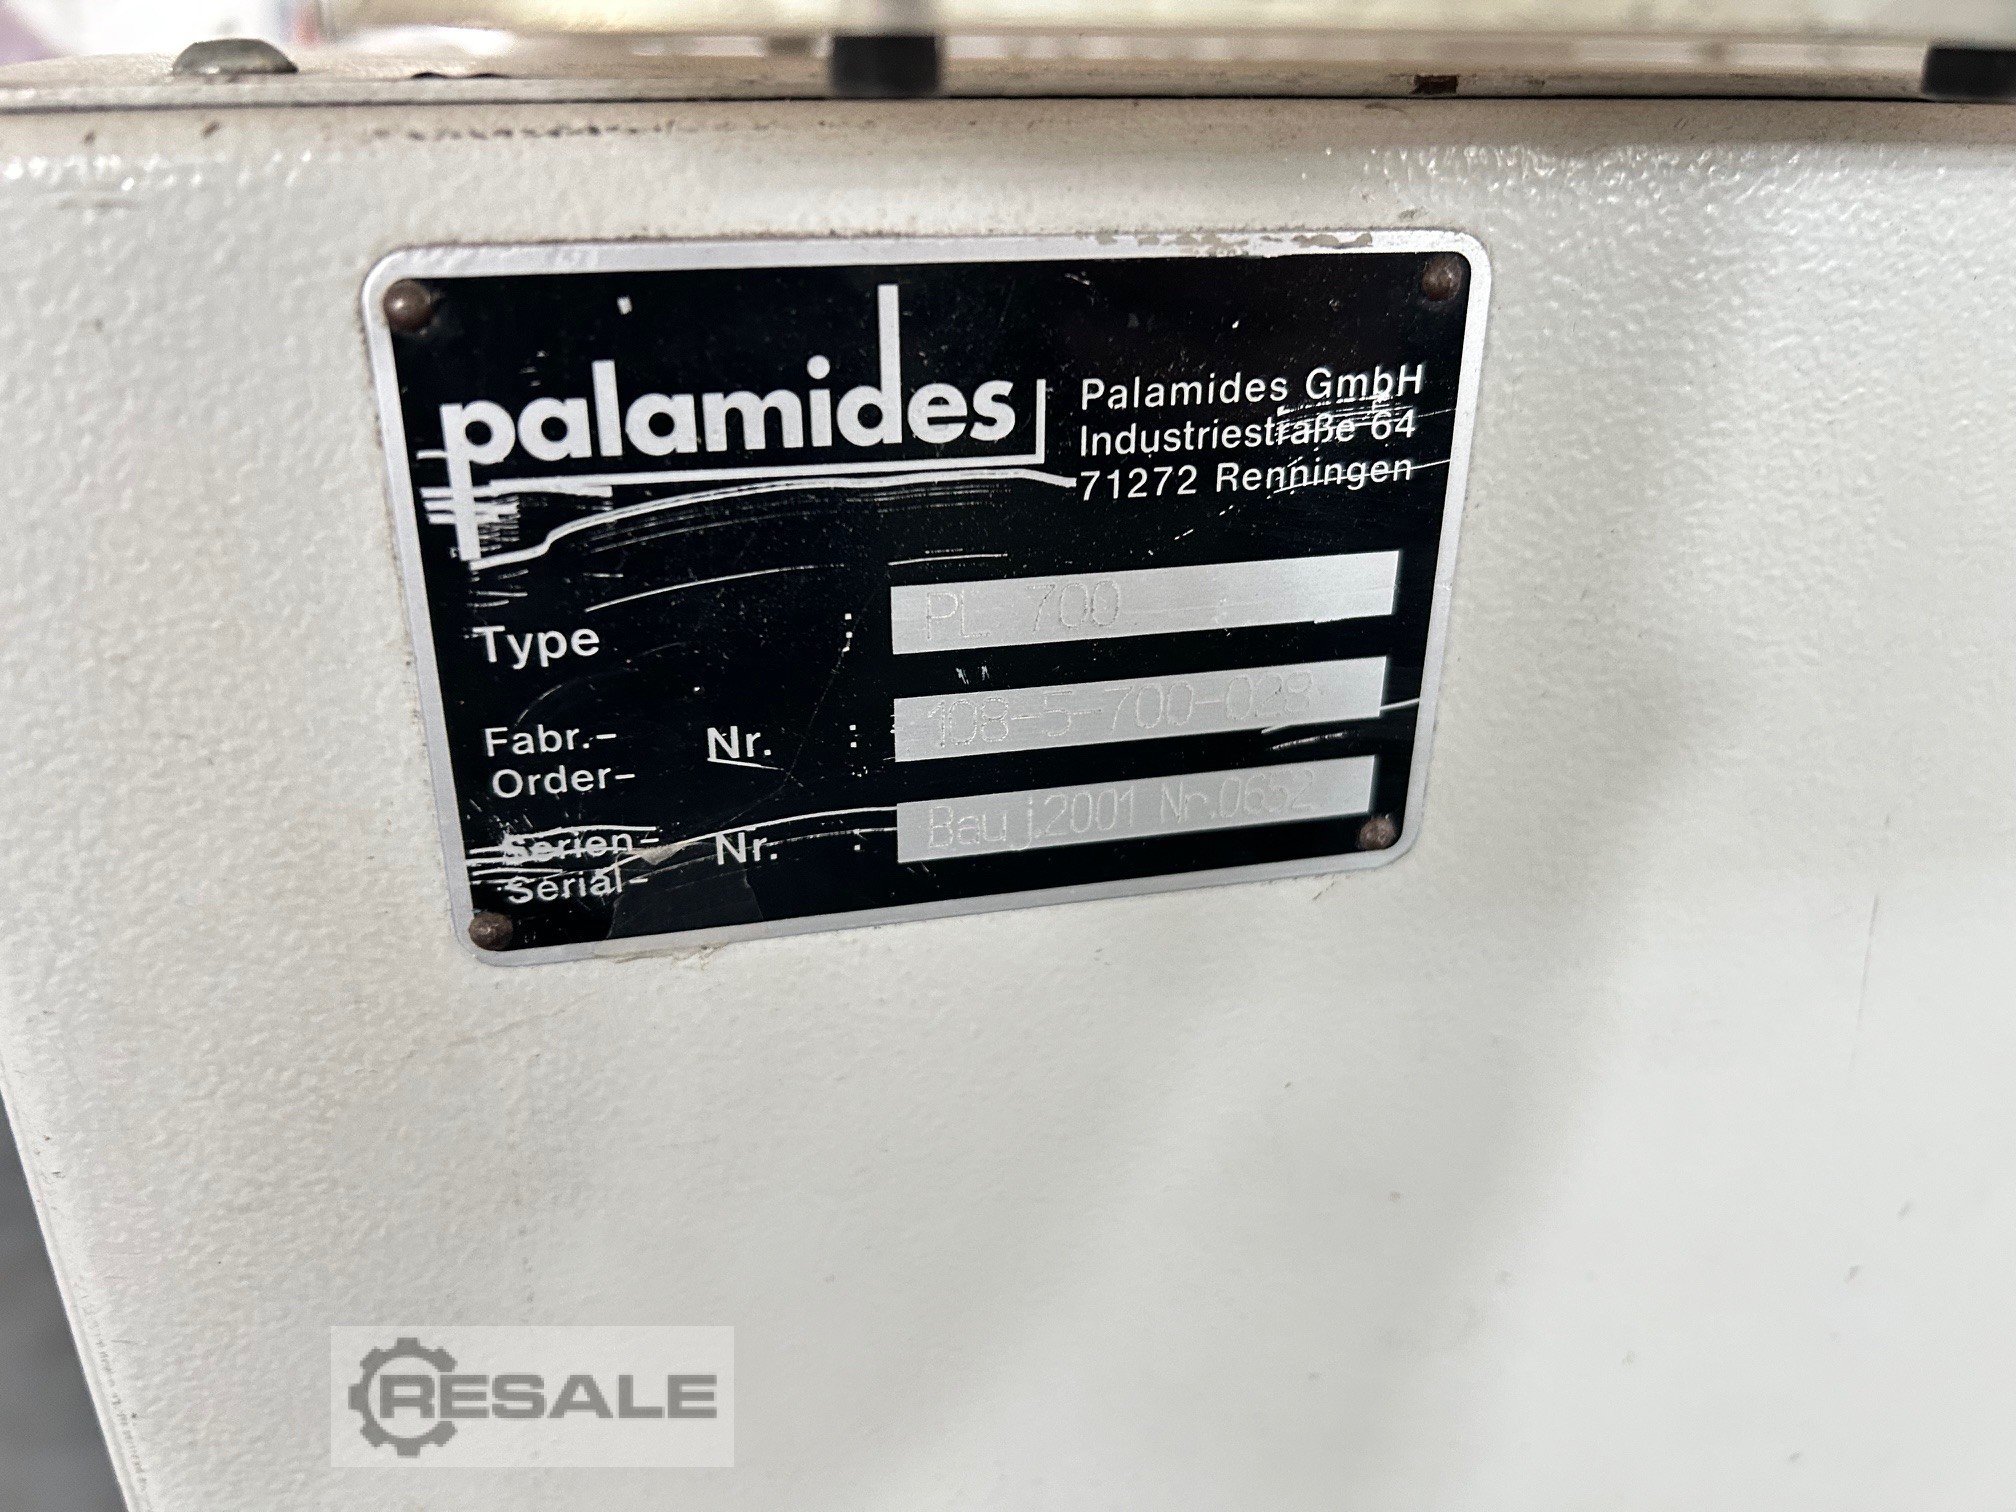 palamides
Palamides GmbH
Industriestraße 64
71272 Renningen
Type : PL 700
Fabr.- Nr. : 108-5-700-028
Order-
Serien- Nr. : Bauj.2001 Nr.0652
Serial-
RESALE